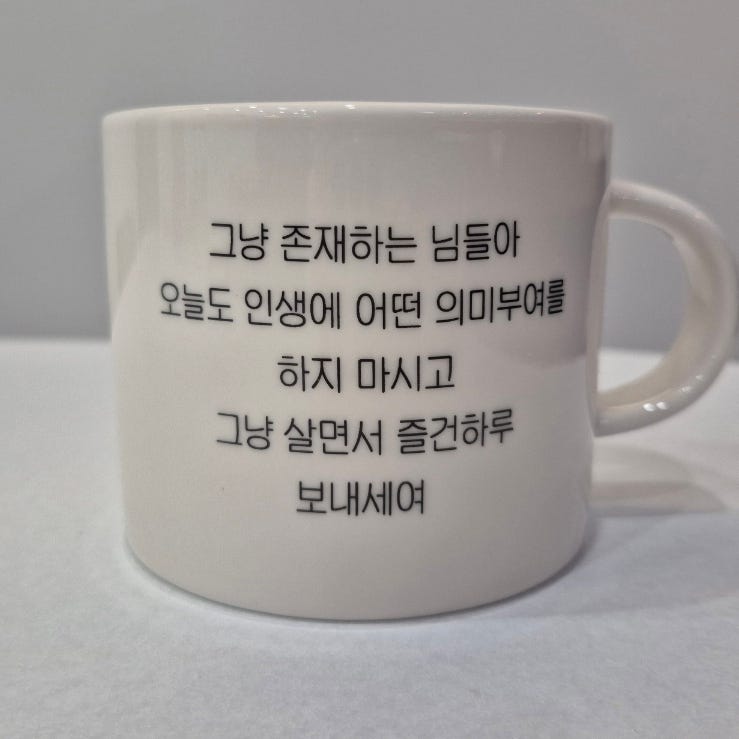 그냥 존재하는 님들아
오늘도 인생에 어떤 의미부여를
하지 마시고
그냥 살면서 즐건하루
보내세여